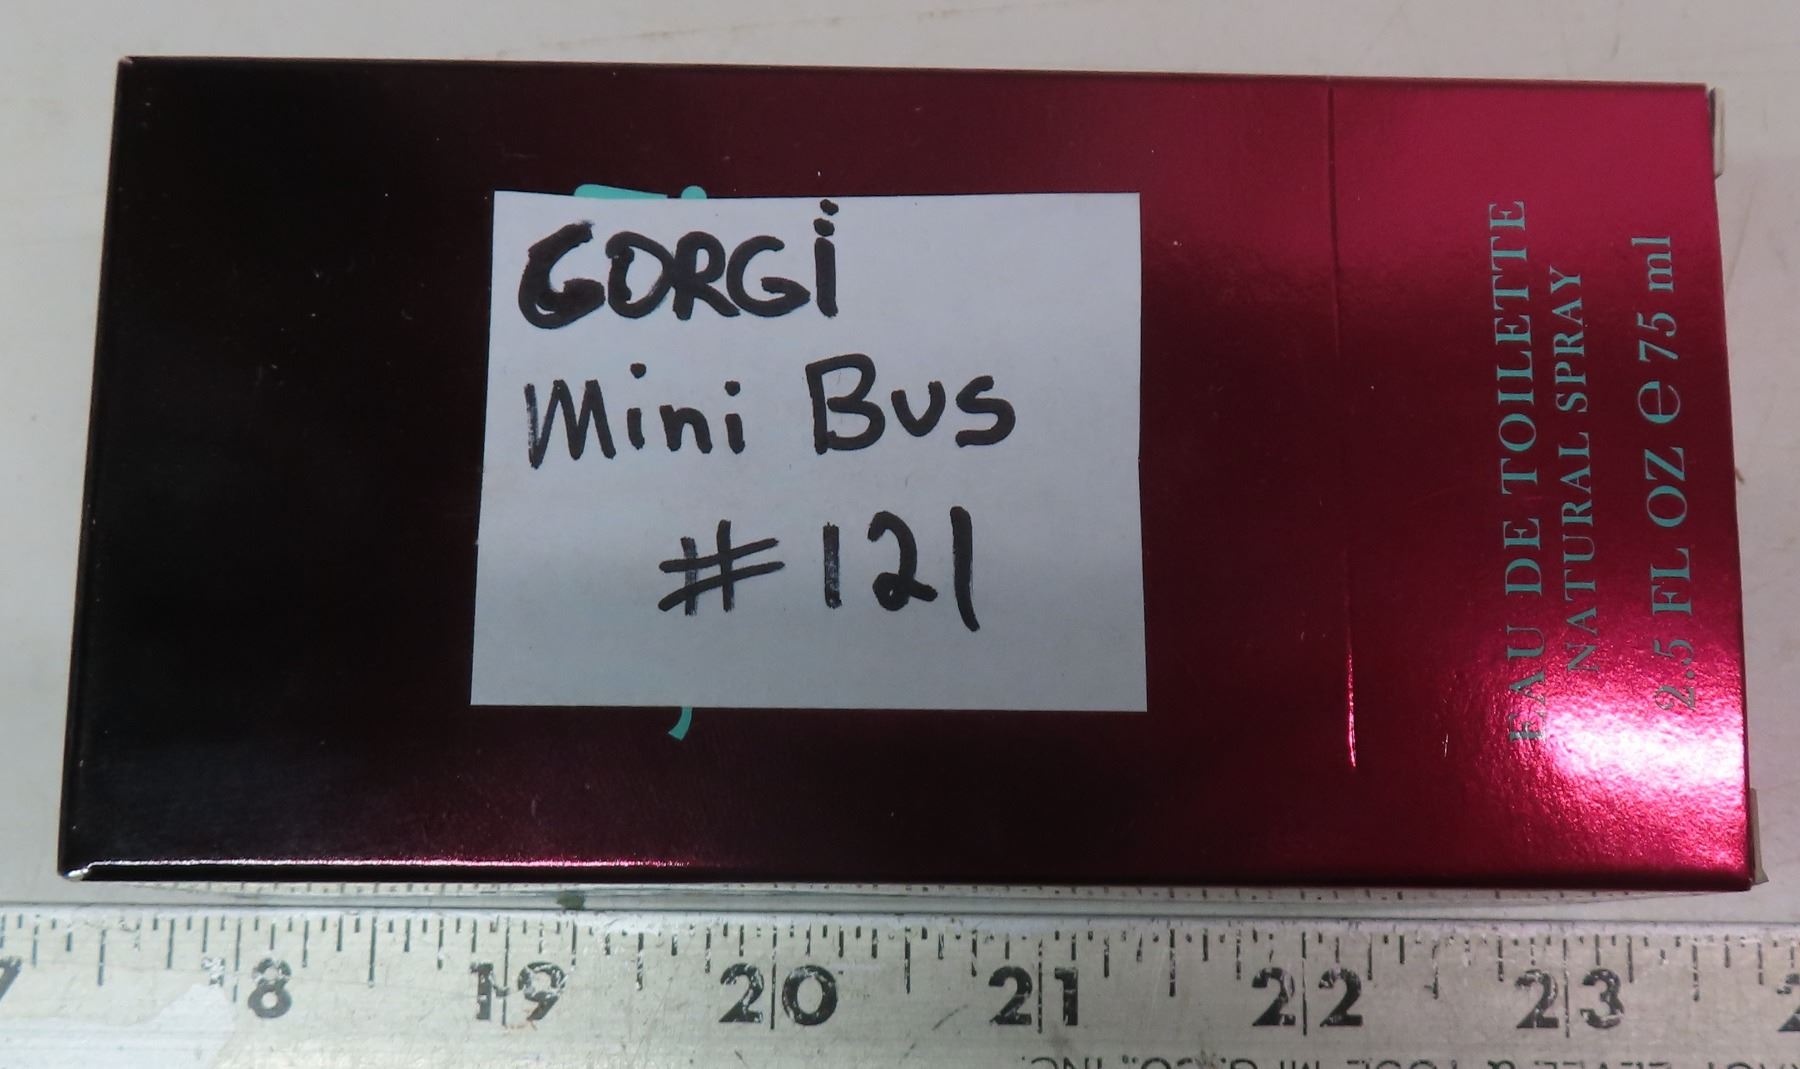 GORGi
Mini Bus
# 121
EAU DE TOILETTE
NATURAL SPRAY
2.5 FL OZ e 75 ml
7 18 19 20 21 22 23